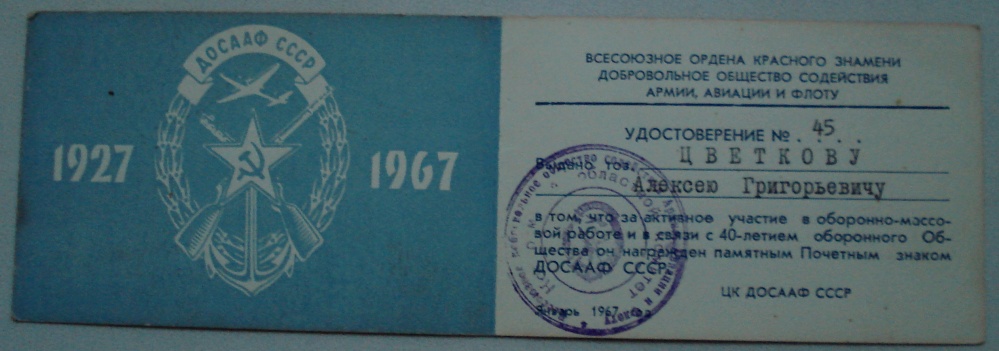 ДОСААФ СССР
1927 1967
ВСЕСОЮЗНОЕ ОРДЕНА КРАСНОГО ЗНАМЕНИ
ДОБРОВОЛЬНОЕ ОБЩЕСТВО СОДЕЙСТВИЯ
АРМИИ, АВИАЦИИ И ФЛОТУ
УДОСТОВЕРЕНИЕ № 45
Выдано тов. ЦВЕТКОВУ
Алексею Григорьевичу
в том, что за активное участие в оборонно-массо-
вой работе и в связи с 40-летием оборонного Об-
щества он награжден памятным Почетным знаком
ДОСААФ СССР
ЦК ДОСААФ СССР
Январь 1967 год